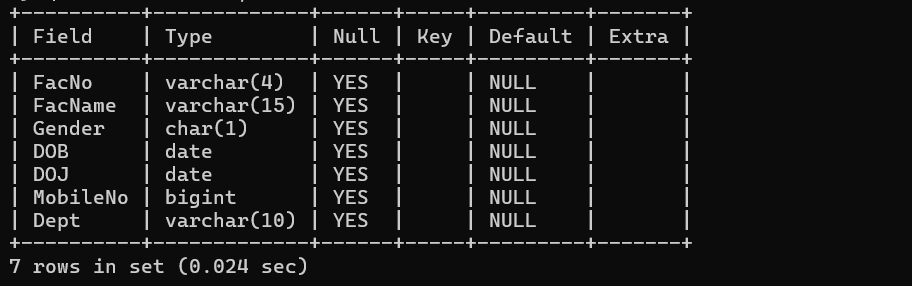 +----------+-------------+------+-----+---------+-------+
| Field    | Type        | Null | Key | Default | Extra |
+----------+-------------+------+-----+---------+-------+
| FacNo    | varchar(4)  | YES  |     | NULL    |       |
| FacName  | varchar(15) | YES  |     | NULL    |       |
| Gender   | char(1)     | YES  |     | NULL    |       |
| DOB      | date        | YES  |     | NULL    |       |
| DOJ      | date        | YES  |     | NULL    |       |
| MobileNo | bigint      | YES  |     | NULL    |       |
| Dept     | varchar(10) | YES  |     | NULL    |       |
+----------+-------------+------+-----+---------+-------+
7 rows in set (0.024 sec)